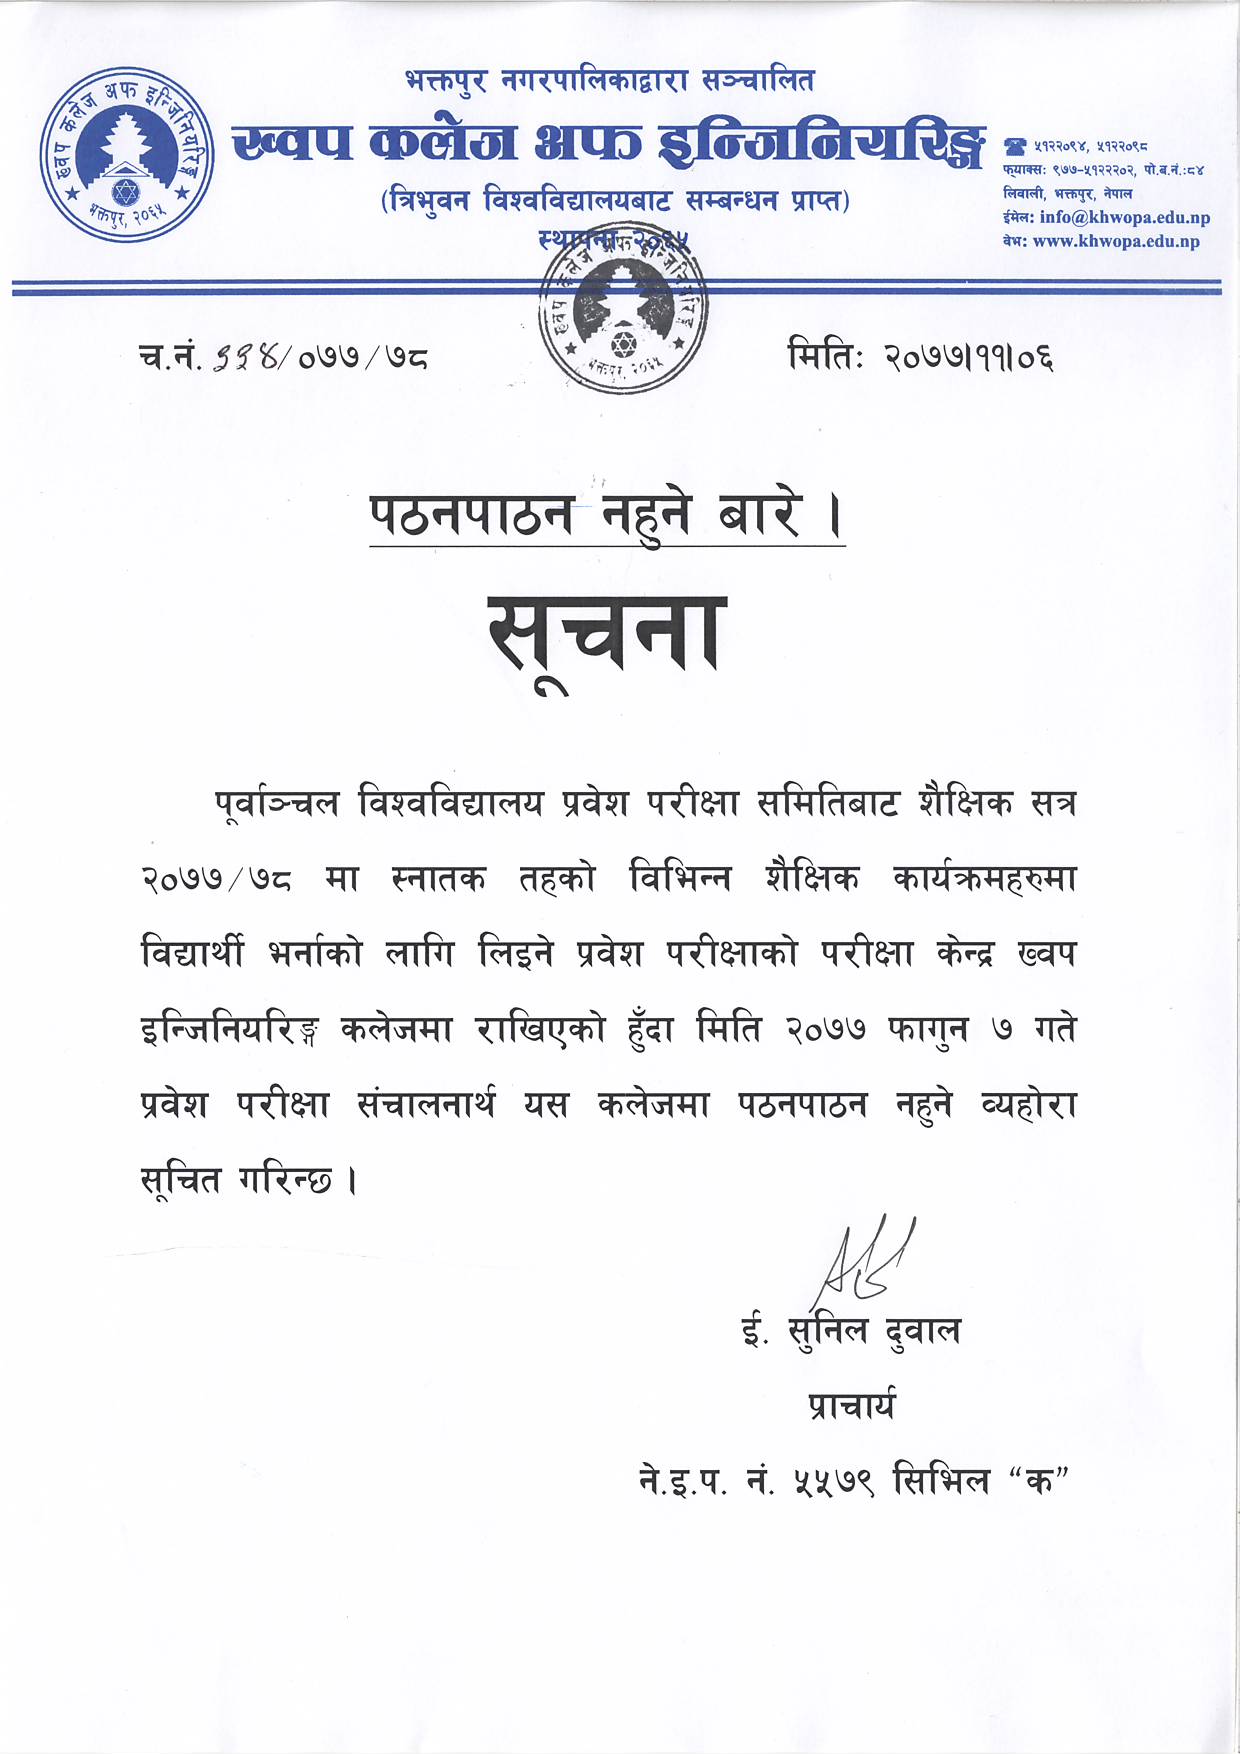 भक्तपुर नगरपालिकाद्वारा सञ्चालित
ख्वप कलेज अफ इन्जिनियरिङ्ग
(त्रिभुवन विश्वविद्यालयबाट सम्बन्धन प्राप्त)
स्थापना २०६५
ख्वप कलेज अफ इन्जिनियरिङ्ग
भक्तपुर, २०६५
☎ ५१२२०९४, ५१२२०९८
फ्याक्सः ९७७-५१२२२०२, पो.ब.नं.:८४
लिवाली, भक्तपुर, नेपाल
ईमेल: info@khwopa.edu.np
वेभ: www.khwopa.edu.np
ख्वप कलेज अफ इन्जिनियरिङ्ग
भक्तपुर, २०६५
च.नं. ११४/०७७/७८
मितिः २०७७।११।०६
पठनपाठन नहुने बारे ।
सूचना
पूर्वाञ्चल विश्वविद्यालय प्रवेश परीक्षा समितिबाट शैक्षिक सत्र
२०७७/७८ मा स्नातक तहको विभिन्न शैक्षिक कार्यक्रमहरुमा
विद्यार्थी भर्नाको लागि लिइने प्रवेश परीक्षाको परीक्षा केन्द्र ख्वप
इन्जिनियरिङ्ग कलेजमा राखिएको हुँदा मिति २०७७ फागुन ७ गते
प्रवेश परीक्षा संचालनार्थ यस कलेजमा पठनपाठन नहुने व्यहोरा
सूचित गरिन्छ ।
ई. सुनिल दुवाल
प्राचार्य
ने.इ.प. नं. ५५७९ सिभिल “क”